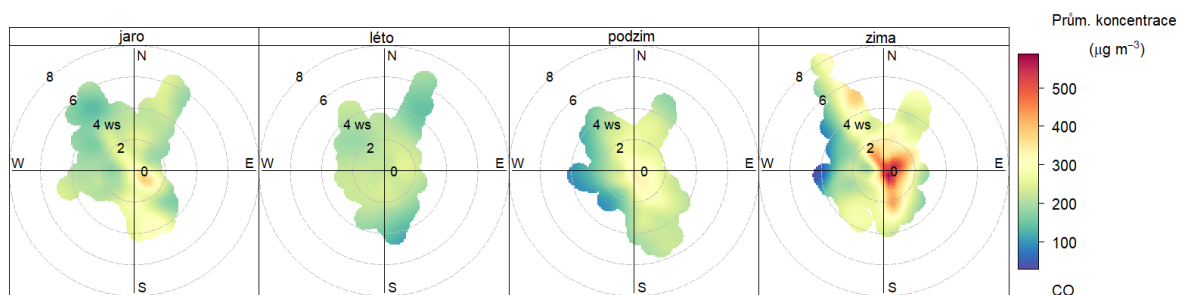 jaro
léto
podzim
zima
Prům. koncentrace
(μg m⁻³)
N
8
6
4 ws
2
0
W
E
S
N
8
6
4 ws
2
0
W
E
S
N
8
6
4 ws
2
0
W
E
S
N
8
6
4 ws
2
0
W
E
S
500
400
300
200
100
CO